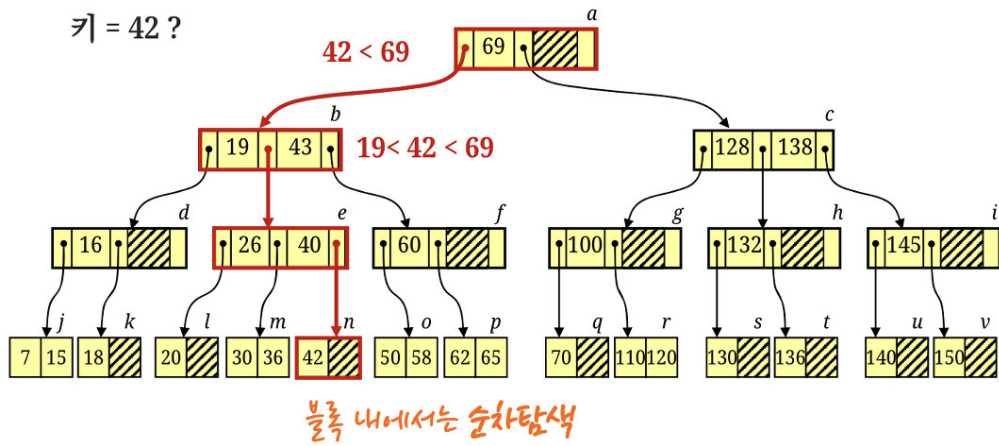 키 = 42 ?
a
42 < 69
69
b
c
19 43
19< 42 < 69
128 138
d e f g h i
16 26 40 60 100 132 145
j k l m n o p q r s t u v
7 15 18 20 30 36 42 50 58 62 65 70 110 120 130 136 140 150
블록 내에서는 순차탐색